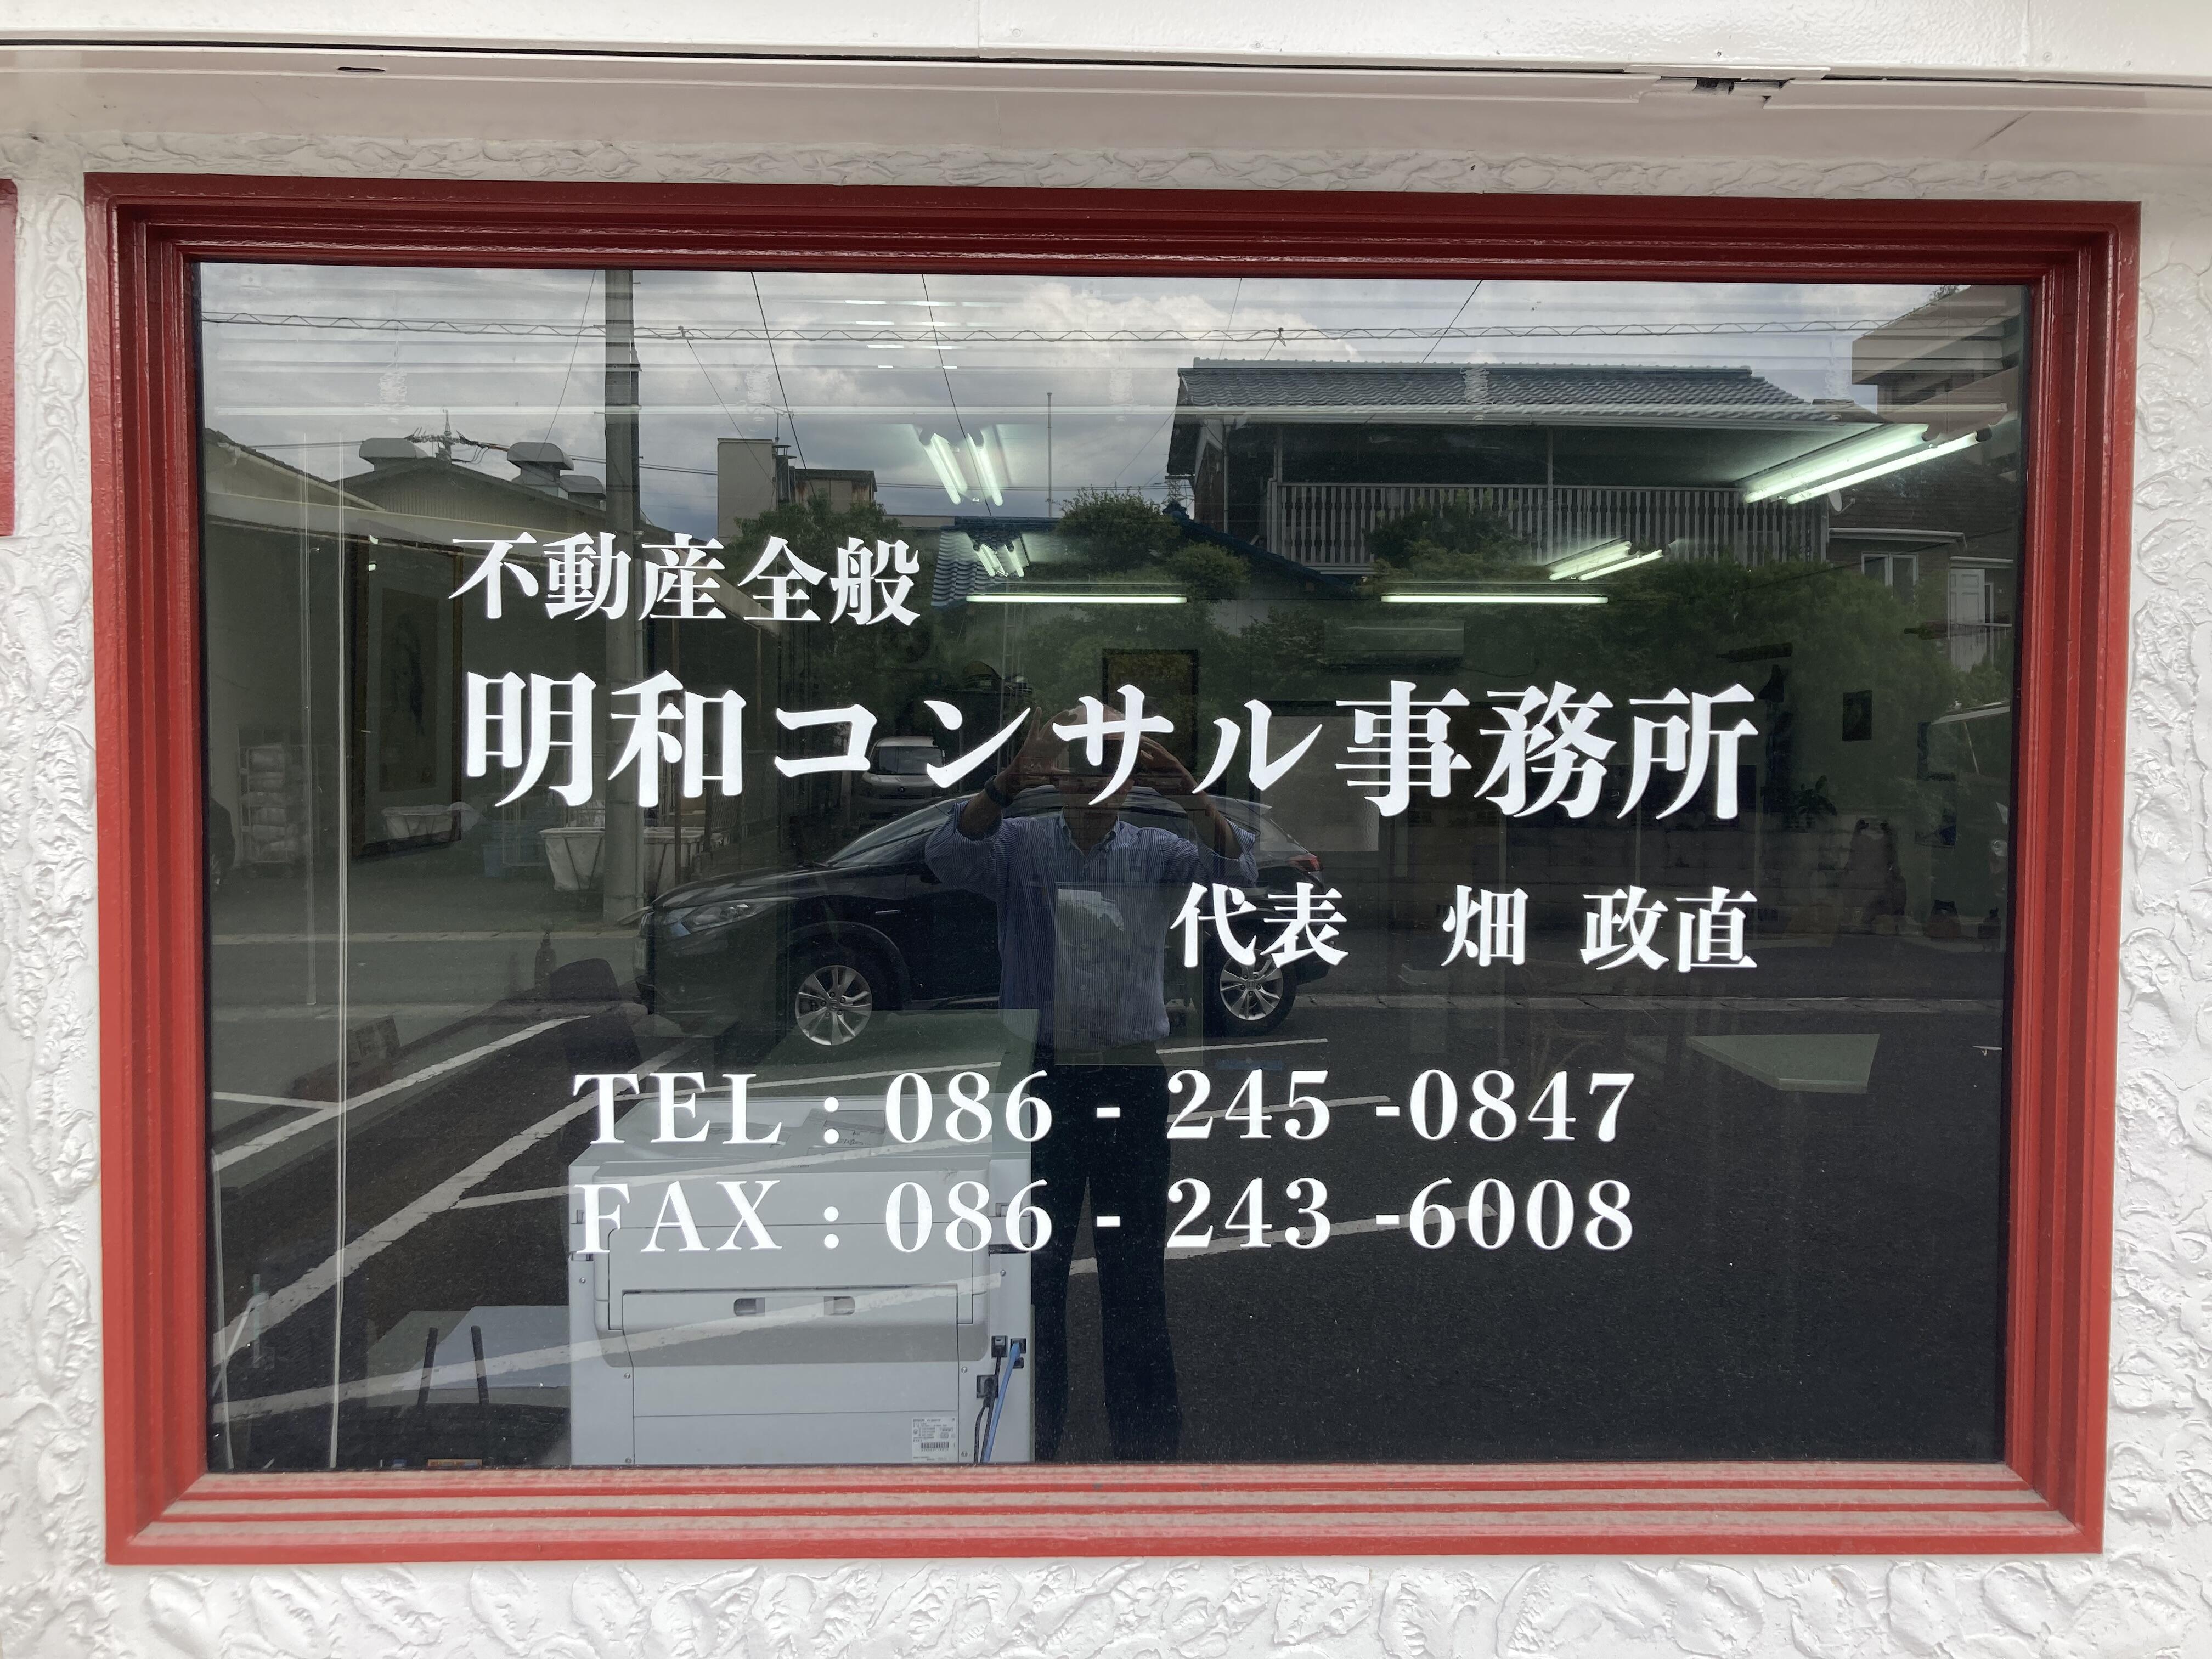 不動産全般
明和コンサル事務所
代表 畑 政直
TEL : 086 - 245 -0847
FAX : 086 - 243 -6008